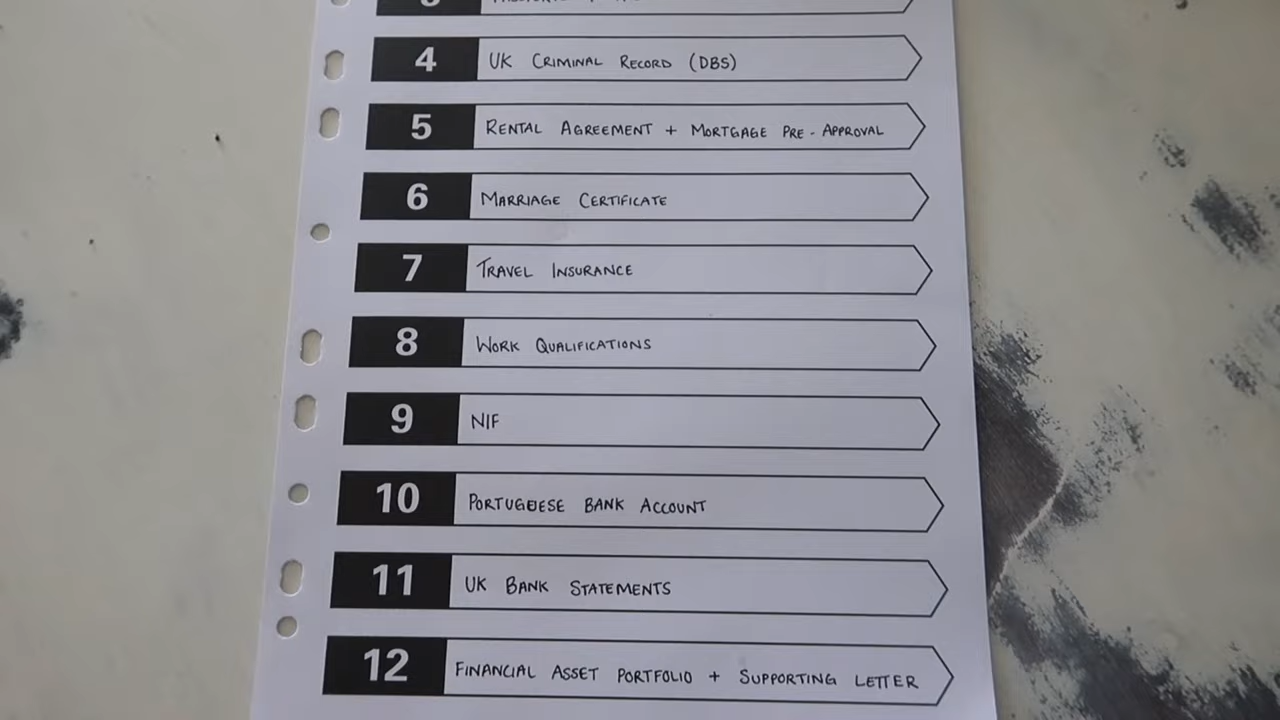 4 UK CRIMINAL RECORD (DBS)
5 RENTAL AGREEMENT + MORTGAGE PRE-APPROVAL
6 MARRIAGE CERTIFICATE
7 TRAVEL INSURANCE
8 WORK QUALIFICATIONS
9 NIF
10 PORTUGUESE BANK ACCOUNT
11 UK BANK STATEMENTS
12 FINANCIAL ASSET PORTFOLIO + SUPPORTING LETTER